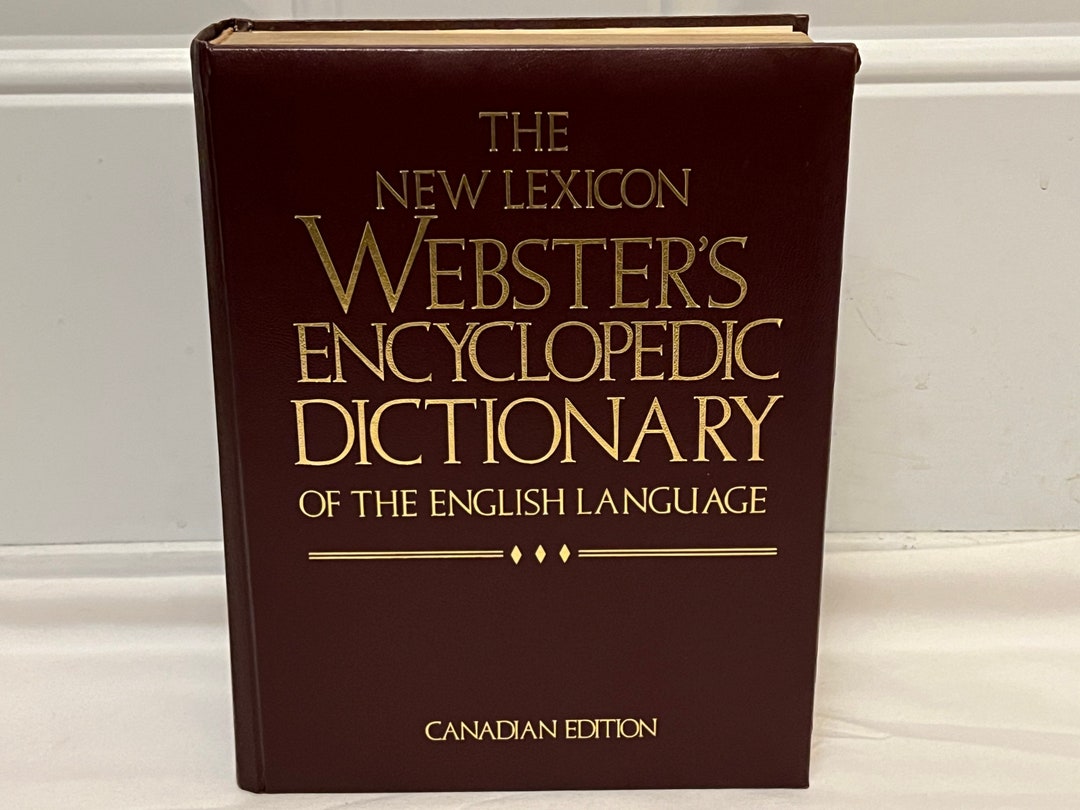 THE
NEW LEXICON
WEBSTER'S
ENCYCLOPEDIC
DICTIONARY
OF THE ENGLISH LANGUAGE
CANADIAN EDITION